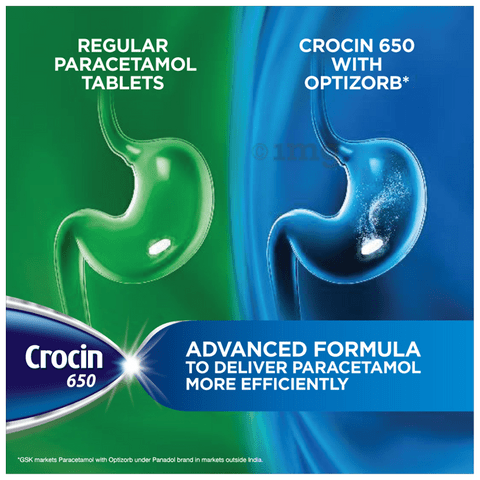 REGULAR
PARACETAMOL
TABLETS
CROCIN 650
WITH
OPTIZORB*
1mg
Crocin
650
ADVANCED FORMULA
TO DELIVER PARACETAMOL
MORE EFFICIENTLY
*GSK markets Paracetamol with Optizorb under Panadol brand in markets outside India.